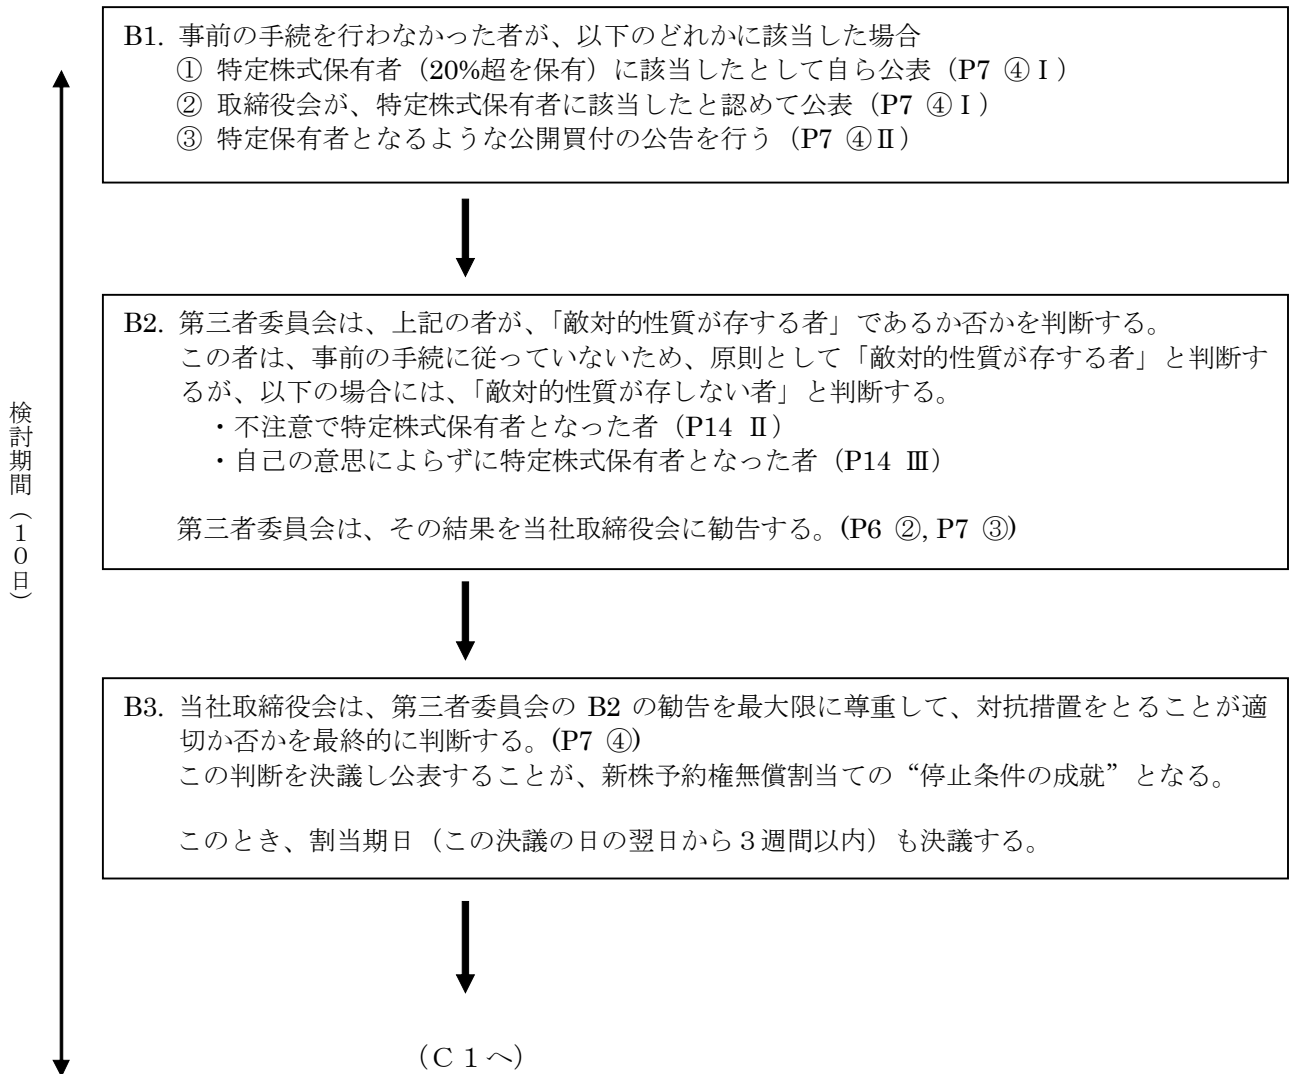 B1. 事前の手続を行わなかった者が、以下のどれかに該当した場合
① 特定株式保有者（20%超を保有）に該当したとして自ら公表（P7 ④Ⅰ）
② 取締役会が、特定株式保有者に該当したと認めて公表（P7 ④Ⅰ）
③ 特定保有者となるような公開買付の公告を行う（P7 ④Ⅱ）
B2. 第三者委員会は、上記の者が、「敵対的性質が存する者」であるか否かを判断する。
この者は、事前の手続に従っていないため、原則として「敵対的性質が存する者」と判断す
るが、以下の場合には、「敵対的性質が存しない者」と判断する。
・不注意で特定株式保有者となった者（P14 Ⅱ）
・自己の意思によらずに特定株式保有者となった者（P14 Ⅲ）
第三者委員会は、その結果を当社取締役会に勧告する。(P6 ②, P7 ③)
検討期間（１０日）
B3. 当社取締役会は、第三者委員会の B2 の勧告を最大限に尊重して、対抗措置をとることが適
切か否かを最終的に判断する。(P7 ④)
この判断を決議し公表することが、新株予約権無償割当ての“停止条件の成就”となる。
このとき、割当期日（この決議の日の翌日から３週間以内）も決議する。
（Ｃ１へ）